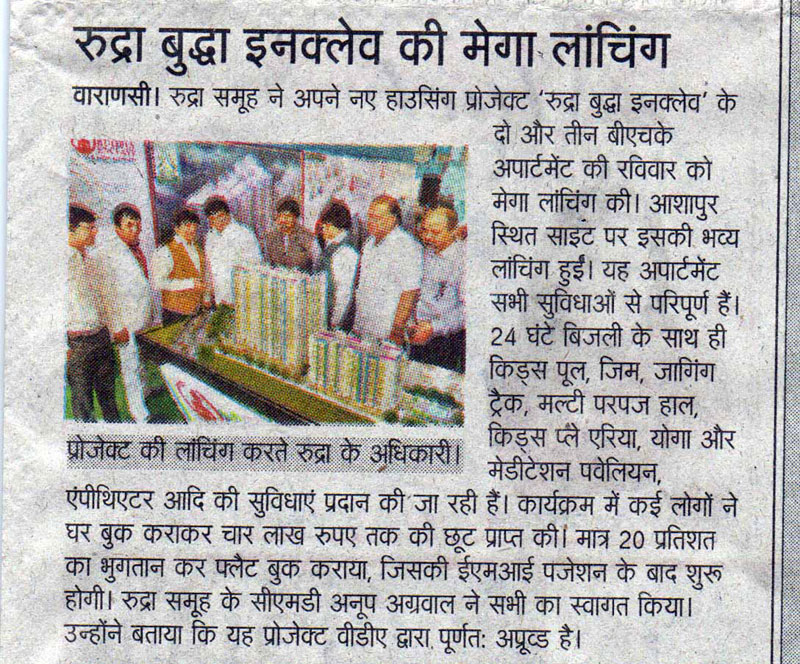 रुद्रा बुद्धा इनक्लेव की मेगा लांचिंग
वाराणसी। रुद्रा समूह ने अपने नए हाउसिंग प्रोजेक्ट 'रुद्रा बुद्धा इनक्लेव' के
दो और तीन बीएचके
अपार्टमेंट की रविवार को
मेगा लांचिंग की। आशापुर
स्थित साइट पर इसकी भव्य
लांचिंग हुईं। यह अपार्टमेंट
सभी सुविधाओं से परिपूर्ण हैं।
24 घंटे बिजली के साथ ही
किड्स पूल, जिम, जागिंग
ट्रैक, मल्टी परपज हाल,
किड्स प्ले एरिया, योगा और
मेडीटेशन पवेलियन,
प्रोजेक्ट की लांचिंग करते रुद्रा के अधिकारी।
एंपीथिएटर आदि की सुविधाएं प्रदान की जा रही हैं। कार्यक्रम में कई लोगों ने
घर बुक कराकर चार लाख रुपए तक की छूट प्राप्त की। मात्र 20 प्रतिशत
का भुगतान कर फ्लैट बुक कराया, जिसकी ईएमआई पजेशन के बाद शुरू
होगी। रुद्रा समूह के सीएमडी अनूप अग्रवाल ने सभी का स्वागत किया।
उन्होंने बताया कि यह प्रोजेक्ट वीडीए द्वारा पूर्णत: अप्रूव्ड है।